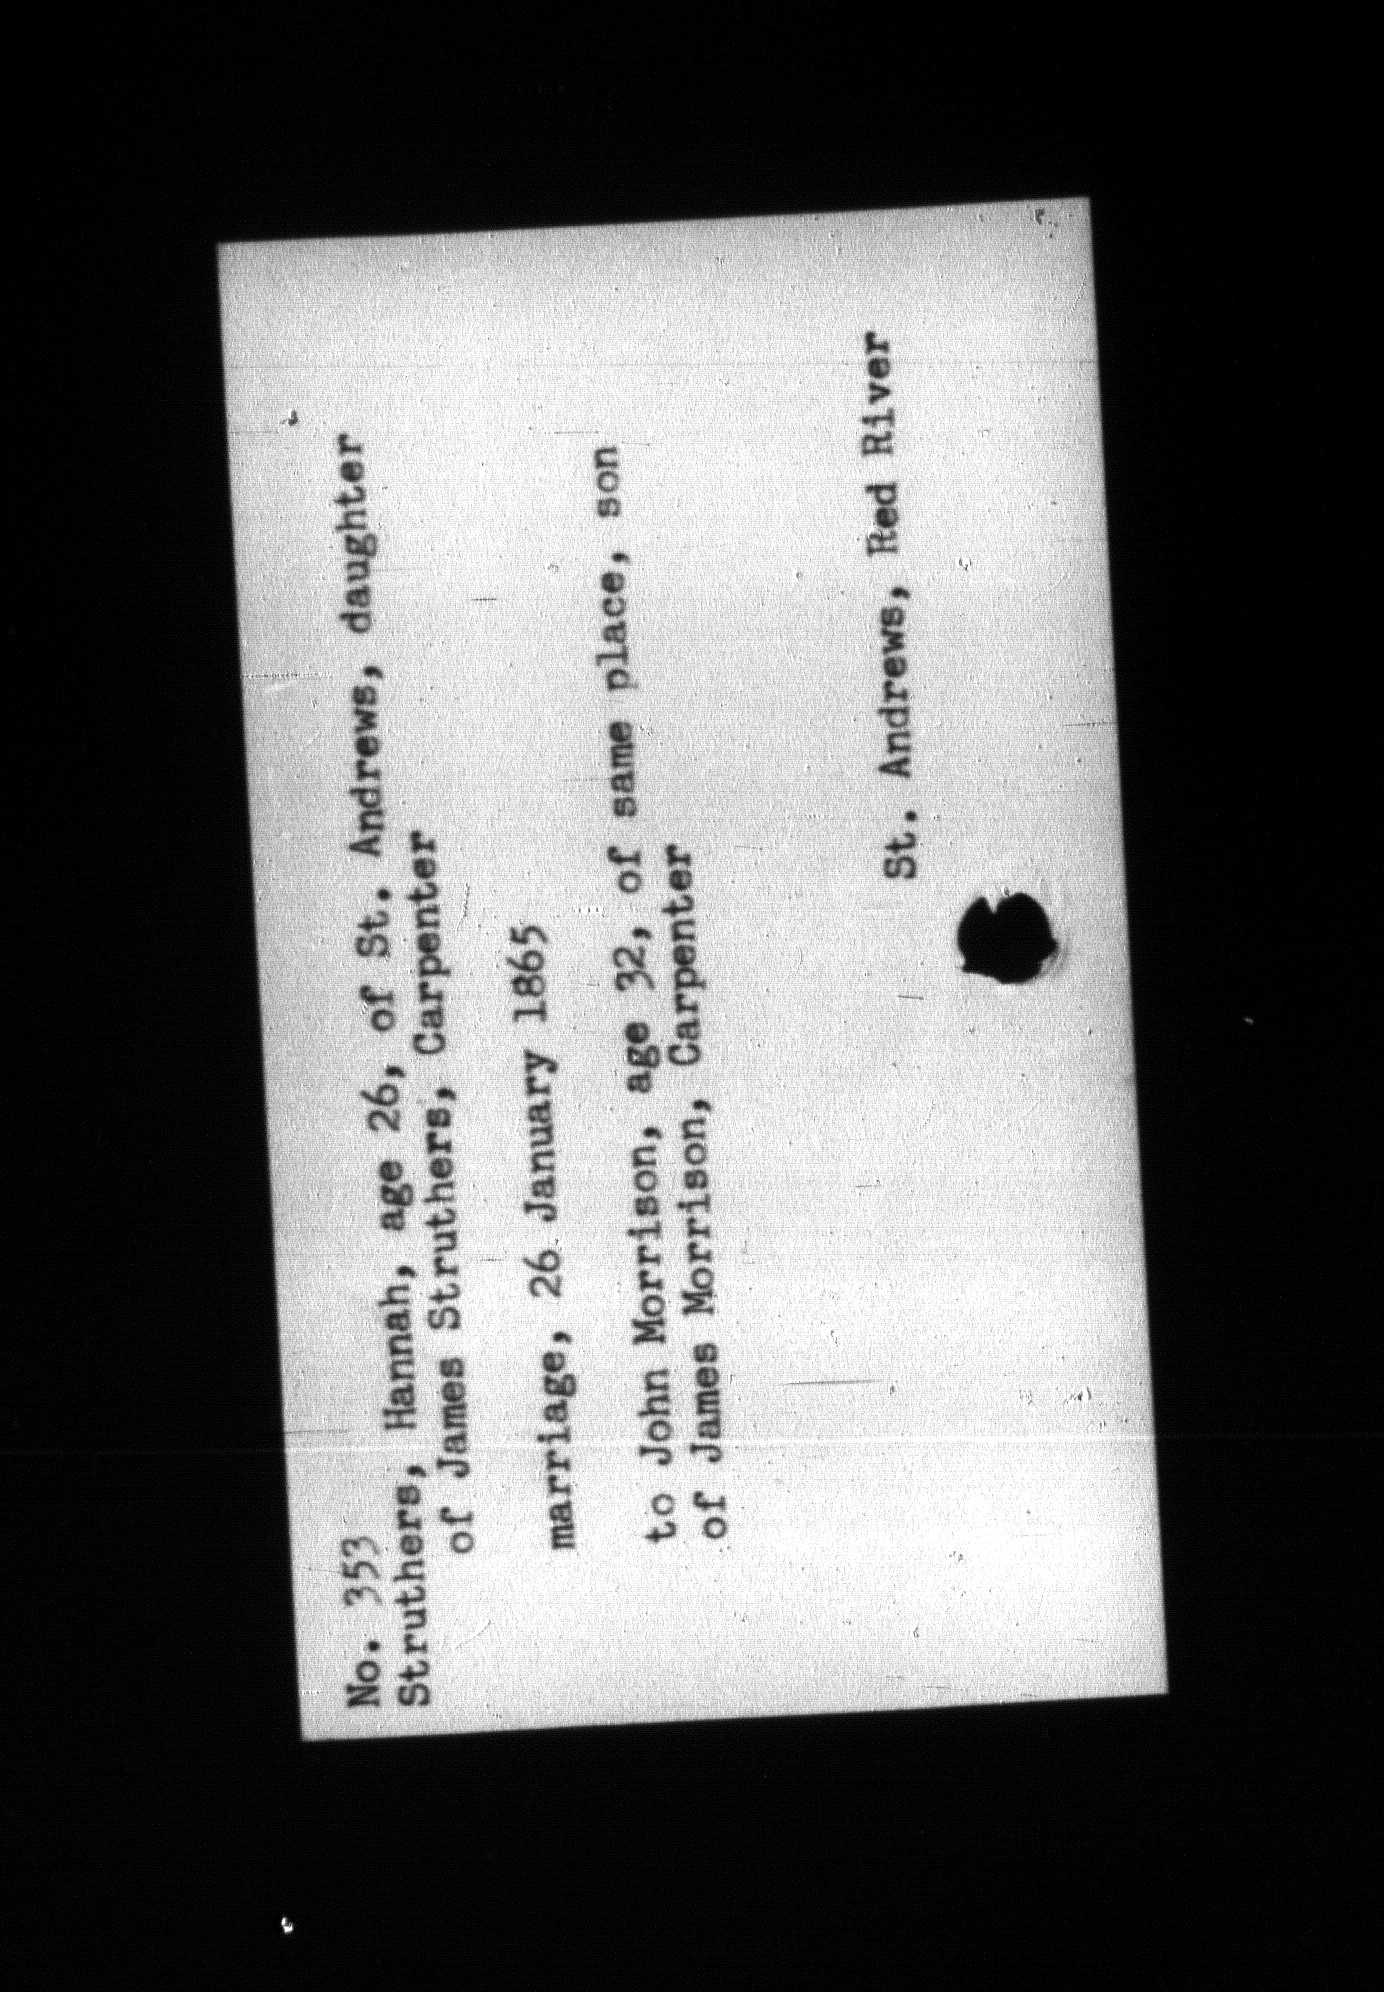 No. 353
Struthers, Hannah, age 26, of St. Andrews, daughter
of James Struthers, Carpenter
marriage, 26 January 1865
to John Morrison, age 32, of same place, son
of James Morrison, Carpenter
St. Andrews, Red River